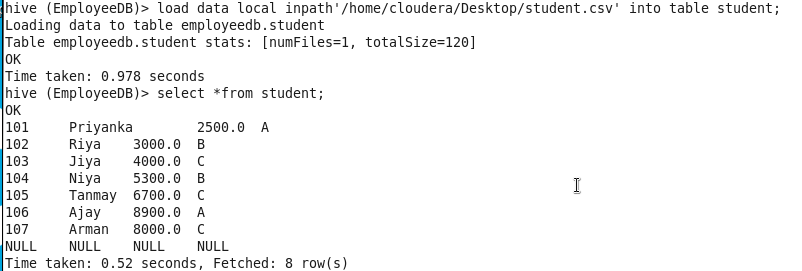 hive (EmployeeDB)> load data local inpath'/home/cloudera/Desktop/student.csv' into table student;
Loading data to table employeedb.student
Table employeedb.student stats: [numFiles=1, totalSize=120]
OK
Time taken: 0.978 seconds
hive (EmployeeDB)> select *from student;
OK
101	Priyanka	2500.0	A
102	Riya	3000.0	B
103	Jiya	4000.0	C
104	Niya	5300.0	B
105	Tanmay	6700.0	C
106	Ajay	8900.0	A
107	Arman	8000.0	C
NULL	NULL	NULL	NULL
Time taken: 0.52 seconds, Fetched: 8 row(s)